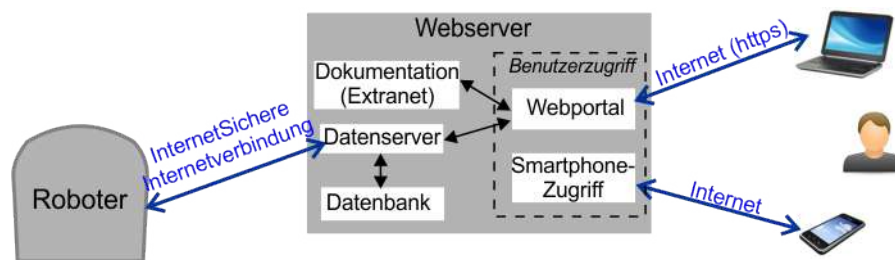 Webserver
Dokumentation
(Extranet)
Datenserver
Datenbank
Benutzerzugriff
Webportal
Smartphone-
Zugriff
InternetSichere
Internetverbindung
Roboter
Internet (https)
Internet